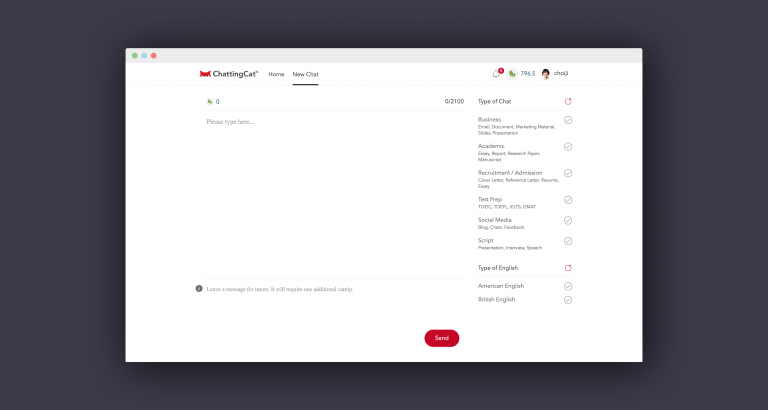 ChattingCat®
Home
New Chat
5
796.5
choiji
0
0/2100
Please type here...
Leave a message for tutors. It will require one additional catnip.
Send
Type of Chat
Business
Email, Document, Marketing Material,
Slides, Presentation
Academic
Essay, Report, Research Paper,
Manuscript
Recruitment / Admission
Cover Letter, Reference Letter, Resume,
Essay
Test Prep
TOEIC, TOEFL, IELTS, GMAT
Social Media
Blog, Chats, Facebook
Script
Presentation, Interview, Speech
Type of English
American English
British English